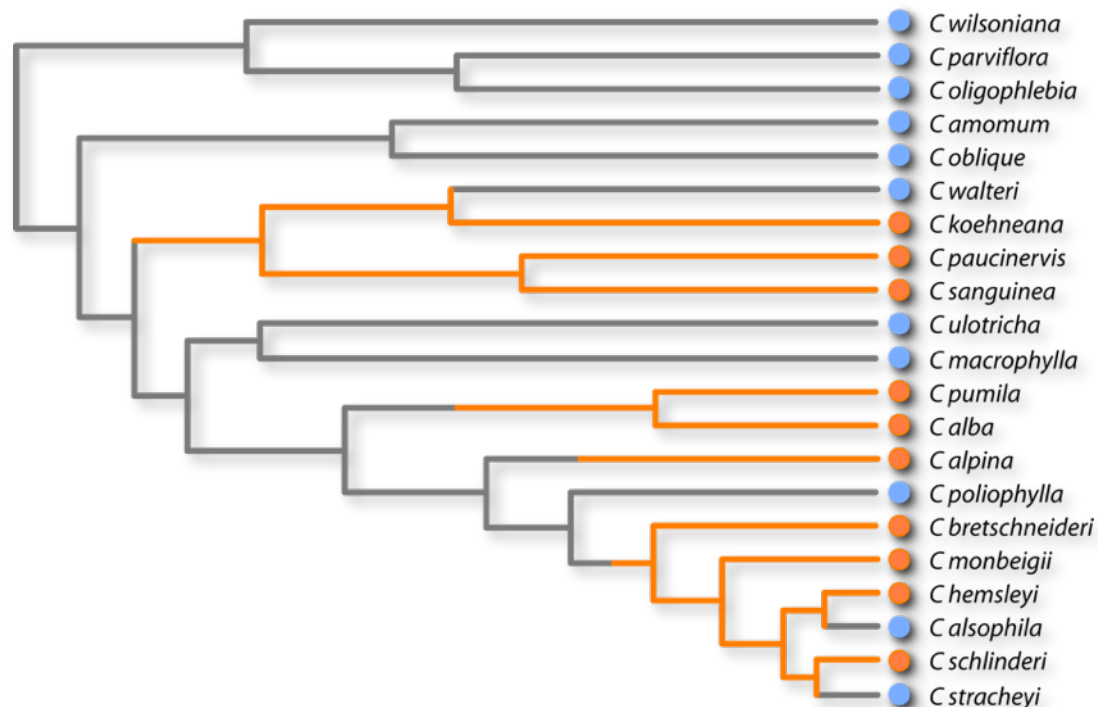 C wilsoniana
C parviflora
C oligophlebia
C amomum
C oblique
C walteri
C koehneana
C paucinervis
C sanguinea
C ulotricha
C macrophylla
C pumila
C alba
C alpina
C poliophylla
C bretschneideri
C monbeigii
C hemsleyi
C alsophila
C schlinderi
C stracheyi